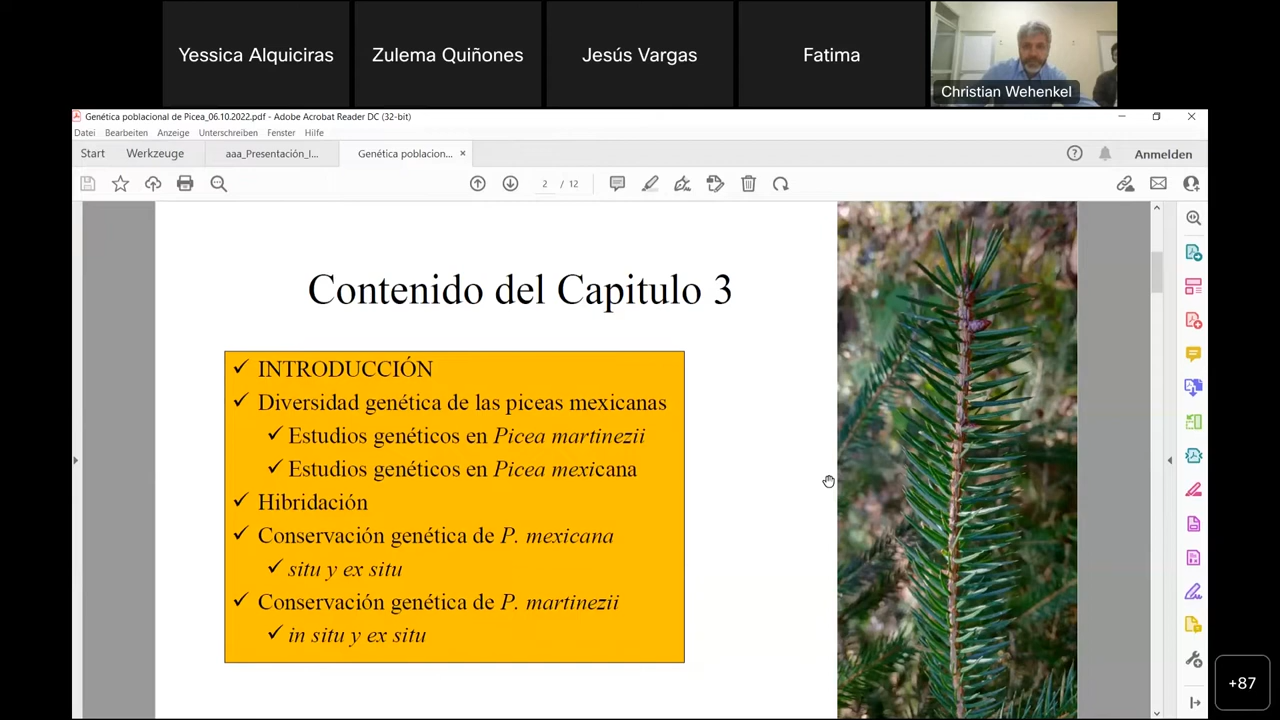 Yessica Alquiciras
Zulema Quiñones
Jesús Vargas
Fatima
Christian Wehenkel
Genética poblacional de Picea_06.10.2022.pdf - Adobe Acrobat Reader DC (32-bit)
Datei Bearbeiten Anzeige Unterschreiben Fenster Hilfe
Start Werkzeuge aaa_Presentación_I... Genética poblacion... ×
Anmelden
2 / 12
Contenido del Capitulo 3
✓ INTRODUCCIÓN
✓ Diversidad genética de las piceas mexicanas
✓ Estudios genéticos en Picea martinezii
✓ Estudios genéticos en Picea mexicana
✓ Hibridación
✓ Conservación genética de P. mexicana
✓ situ y ex situ
✓ Conservación genética de P. martinezii
✓ in situ y ex situ
+87